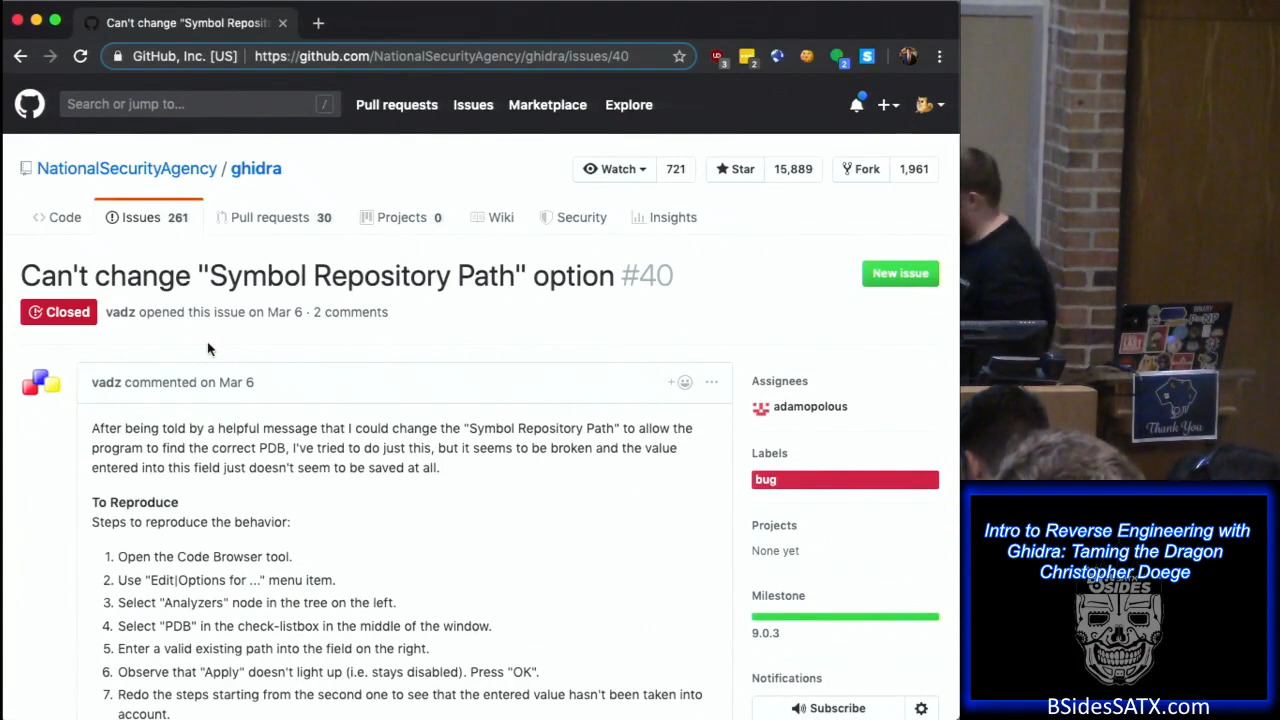 Can't change "Symbol Reposit
GitHub, Inc. [US]
https://github.com/NationalSecurityAgency/ghidra/issues/40
3
2
2
S
Search or jump to...
/
Pull requests
Issues
Marketplace
Explore
NationalSecurityAgency / ghidra
Watch
721
Star
15,889
Fork
1,961
Code
Issues 261
Pull requests 30
Projects 0
Wiki
Security
Insights
Can't change "Symbol Repository Path" option #40
New issue
Closed
vadz opened this issue on Mar 6 · 2 comments
vadz commented on Mar 6
After being told by a helpful message that I could change the "Symbol Repository Path" to allow the
program to find the correct PDB, I've tried to do just this, but it seems to be broken and the value
entered into this field just doesn't seem to be saved at all.
To Reproduce
Steps to reproduce the behavior:
1. Open the Code Browser tool.
2. Use "Edit|Options for ..." menu item.
3. Select "Analyzers" node in the tree on the left.
4. Select "PDB" in the check-listbox in the middle of the window.
5. Enter a valid existing path into the field on the right.
6. Observe that "Apply" doesn't light up (i.e. stays disabled). Press "OK".
7. Redo the steps starting from the second one to see that the entered value hasn't been taken into
account.
Assignees
adamopolous
Labels
bug
Projects
None yet
Milestone
9.0.3
Notifications
Subscribe
Thank You
Intro to Reverse Engineering with
Ghidra: Taming the Dragon
Christopher Doege
SIDES
BSidesSATX.com